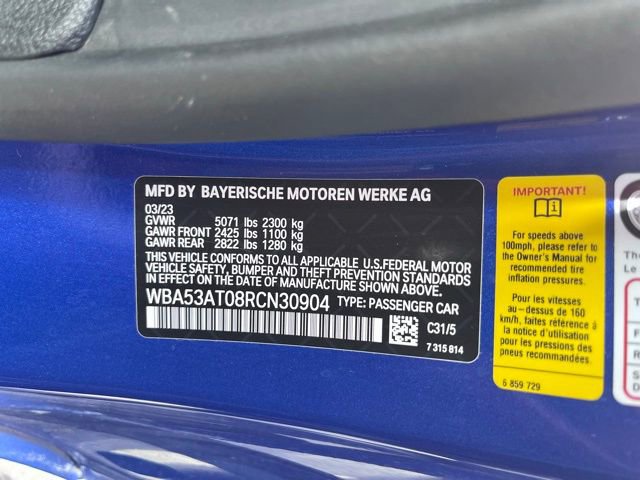 MFD BY BAYERISCHE MOTOREN WERKE AG
03/23
GVWR 5071 lbs 2300 kg
GAWR FRONT 2425 lbs 1100 kg
GAWR REAR 2822 lbs 1280 kg
THIS VEHICLE CONFORMS TO ALL APPLICABLE U.S.FEDERAL MOTOR
VEHICLE SAFETY, BUMPER AND THEFT PREVENTION STANDARDS
IN EFFECT ON THE DATE OF MANUFACTURE SHOWN ABOVE.
WBA53AT08RCN30904 TYPE: PASSENGER CAR
C31/5
7 315 814
IMPORTANT!
For speeds above
100mph, please refer to
the Owner's Manual for
recommended
tire inflation pressures.
Pour les vitesses
au-dessus de 160
km/h, faites référence à
la notice d'utilisation
pour les pressions des
pneus recommendées.
6 859 729